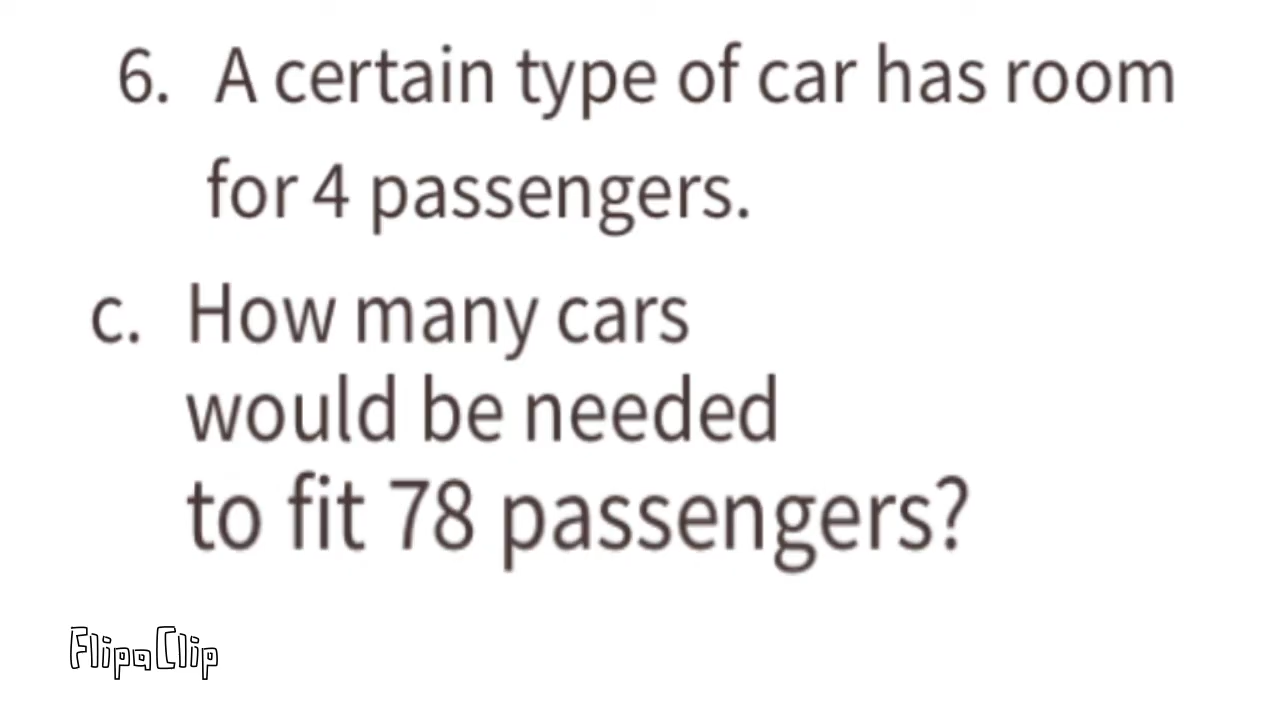 6. A certain type of car has room
for 4 passengers.
c. How many cars
would be needed
to fit 78 passengers?
FlipaClip